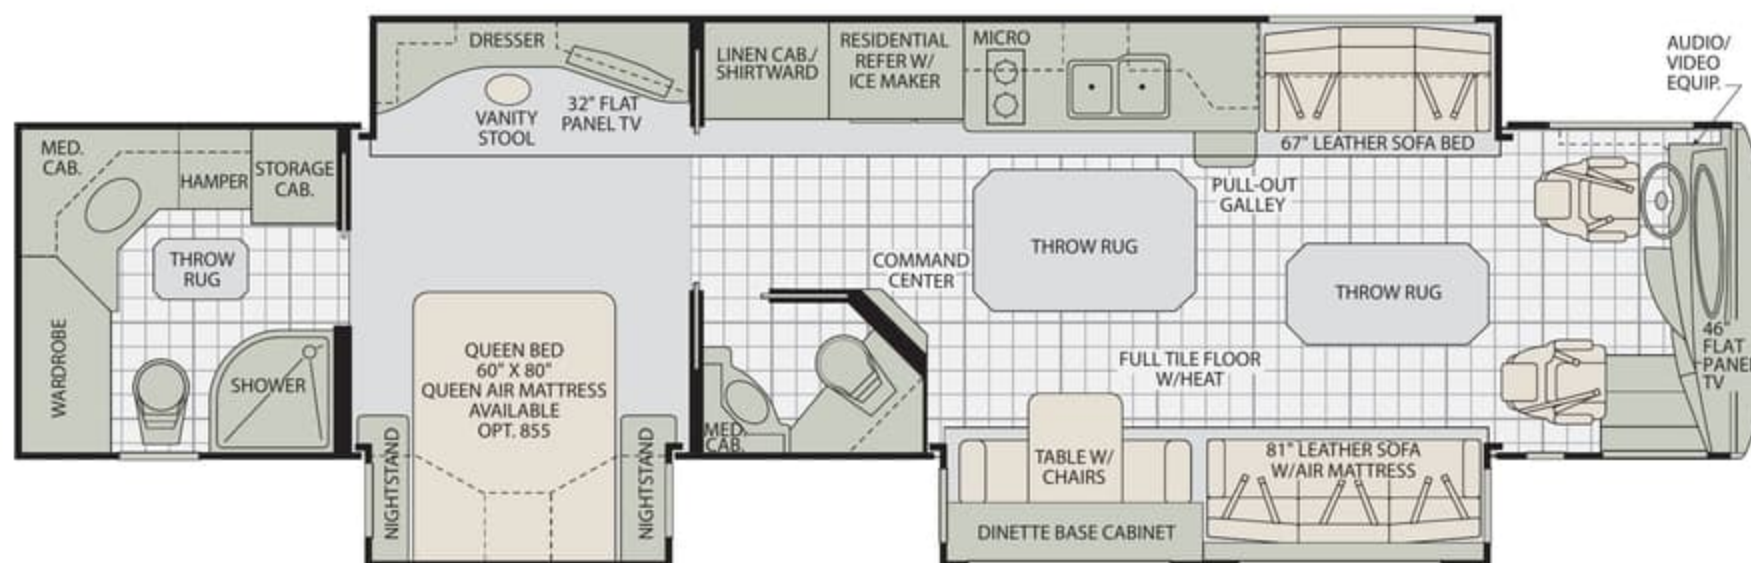 DRESSER
VANITY
STOOL
32" FLAT
PANEL TV
LINEN CAB./
SHIRTWARD
RESIDENTIAL
REFER W/
ICE MAKER
MICRO
67" LEATHER SOFA BED
AUDIO/
VIDEO
EQUIP.
MED.
CAB.
HAMPER
STORAGE
CAB.
PULL-OUT
GALLEY
THROW
RUG
COMMAND
CENTER
THROW RUG
THROW RUG
WARDROBE
SHOWER
QUEEN BED
60" X 80"
QUEEN AIR MATTRESS
AVAILABLE
OPT. 855
FULL TILE FLOOR
W/HEAT
46"
FLAT
PANEL
TV
NIGHTSTAND
NIGHTSTAND
MED.
CAB.
TABLE W/
CHAIRS
81" LEATHER SOFA
W/AIR MATTRESS
DINETTE BASE CABINET